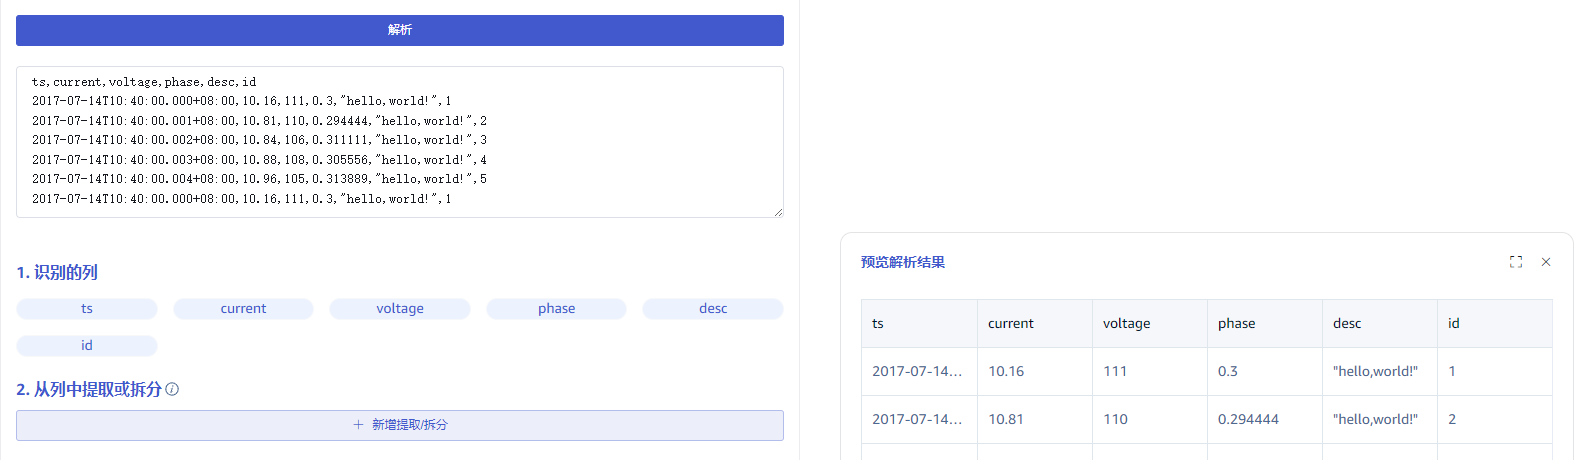 解析
ts,current,voltage,phase,desc,id
2017-07-14T10:40:00.000+08:00,10.16,111,0.3,"hello,world!",1
2017-07-14T10:40:00.001+08:00,10.81,110,0.294444,"hello,world!",2
2017-07-14T10:40:00.002+08:00,10.84,106,0.311111,"hello,world!",3
2017-07-14T10:40:00.003+08:00,10.88,108,0.305556,"hello,world!",4
2017-07-14T10:40:00.004+08:00,10.96,105,0.313889,"hello,world!",5
2017-07-14T10:40:00.000+08:00,10.16,111,0.3,"hello,world!",1
1. 识别的列
ts current voltage phase desc
id
2. 从列中提取或拆分
+ 新增提取/拆分
预览解析结果
ts current voltage phase desc id
2017-07-14... 10.16 111 0.3 "hello,world!" 1
2017-07-14... 10.81 110 0.294444 "hello,world!" 2